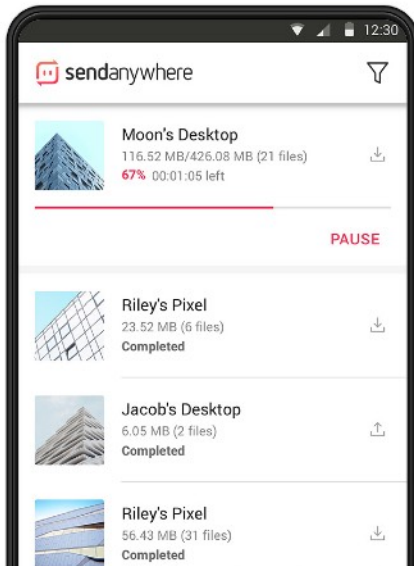 12:30
sendanywhere
Moon's Desktop
116.52 MB/426.08 MB (21 files)
67% 00:01:05 left
PAUSE
Riley's Pixel
23.52 MB (6 files)
Completed
Jacob's Desktop
6.05 MB (2 files)
Completed
Riley's Pixel
56.43 MB (31 files)
Completed